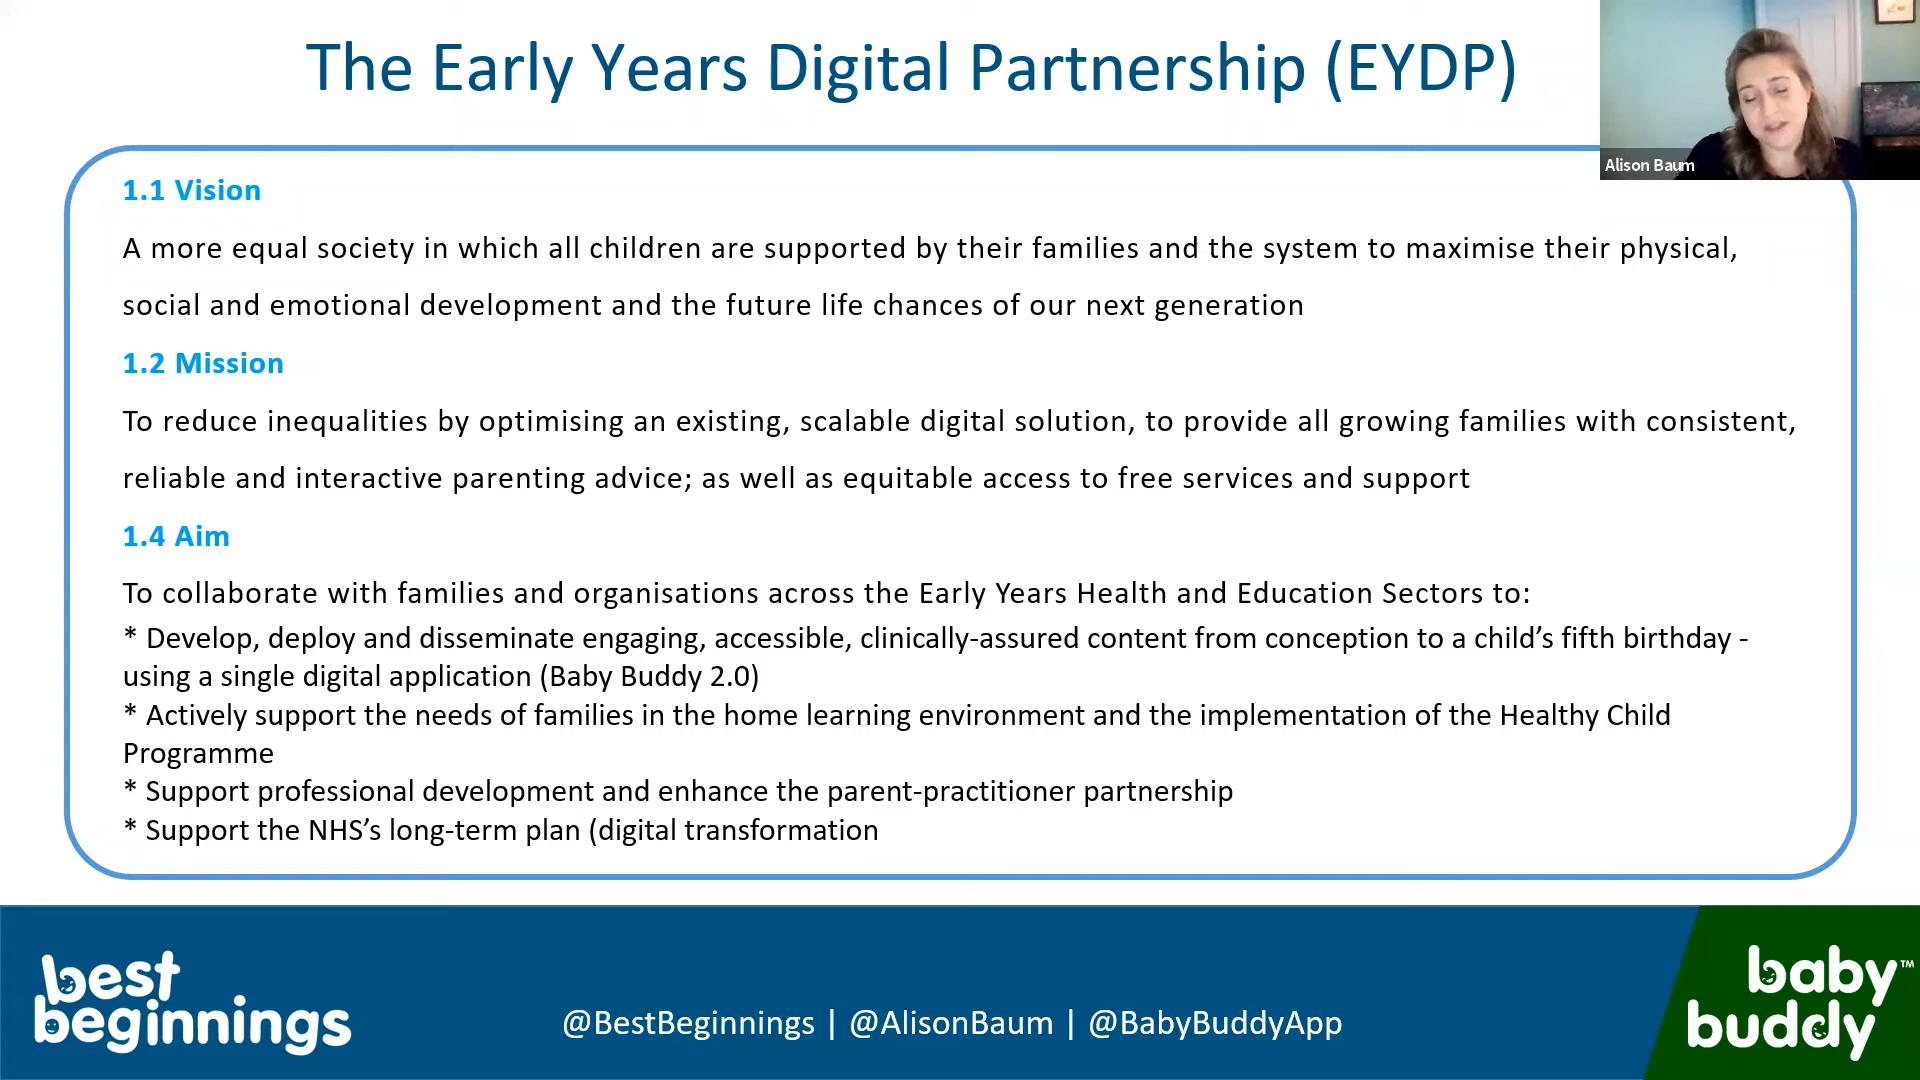 The Early Years Digital Partnership (EYDP)
Alison Baum
1.1 Vision
A more equal society in which all children are supported by their families and the system to maximise their physical,
social and emotional development and the future life chances of our next generation
1.2 Mission
To reduce inequalities by optimising an existing, scalable digital solution, to provide all growing families with consistent,
reliable and interactive parenting advice; as well as equitable access to free services and support
1.4 Aim
To collaborate with families and organisations across the Early Years Health and Education Sectors to:
* Develop, deploy and disseminate engaging, accessible, clinically-assured content from conception to a child’s fifth birthday -
using a single digital application (Baby Buddy 2.0)
* Actively support the needs of families in the home learning environment and the implementation of the Healthy Child
Programme
* Support professional development and enhance the parent-practitioner partnership
* Support the NHS’s long-term plan (digital transformation
best
beginnings
@BestBeginnings | @AlisonBaum | @BabyBuddyApp
baby™
buddy